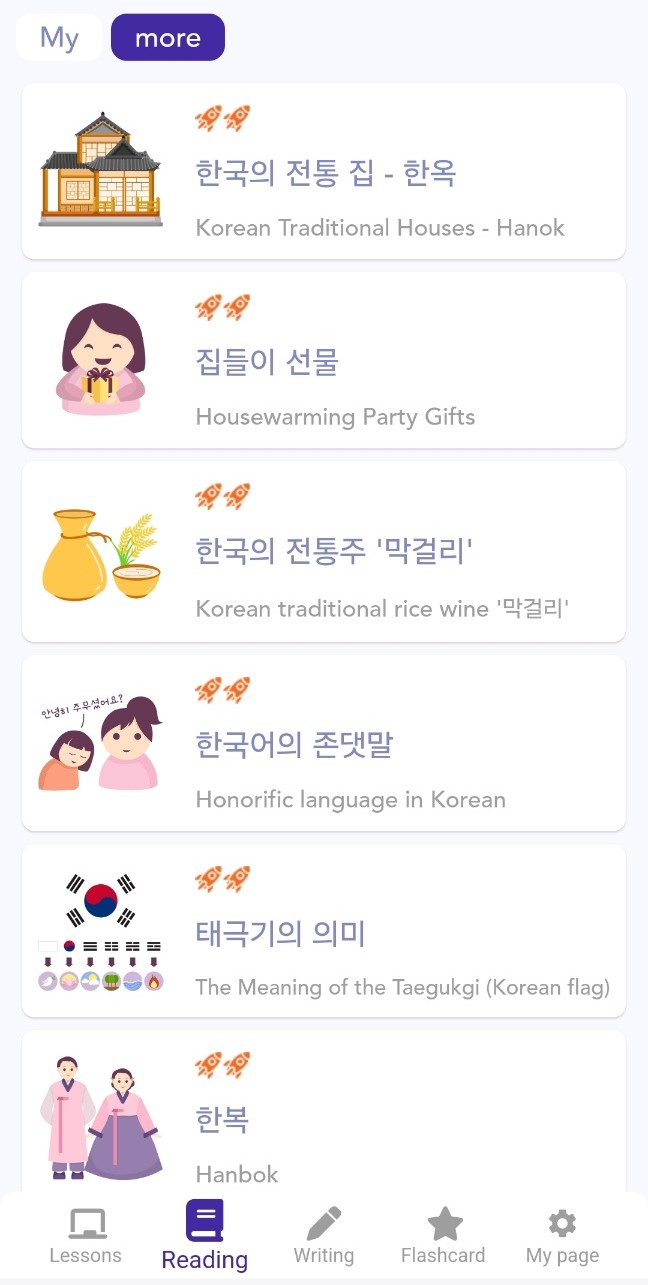 My more
한국의 전통 집 - 한옥
Korean Traditional Houses - Hanok
집들이 선물
Housewarming Party Gifts
한국의 전통주 '막걸리'
Korean traditional rice wine '막걸리'
안녕히 주무셨어요?
한국어의 존댓말
Honorific language in Korean
태극기의 의미
The Meaning of the Taegukgi (Korean flag)
한복
Hanbok
Lessons Reading Writing Flashcard My page